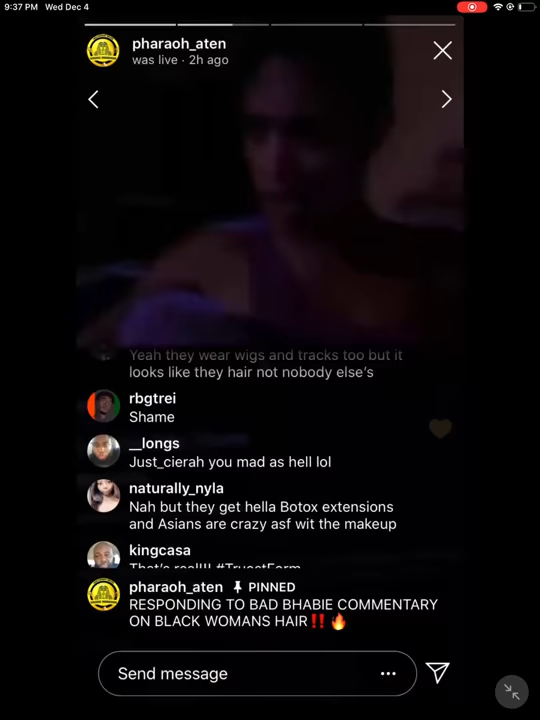 9:37 PM Wed Dec 4
pharaoh_aten
was live · 2h ago
Yeah they wear wigs and tracks too but it
looks like they hair not nobody else's
rbgtrei
Shame
__longs
Just_cierah you mad as hell lol
naturally_nyla
Nah but they get hella Botox extensions
and Asians are crazy asf wit the makeup
kingcasa
That's real!!! #TruestForm
pharaoh_aten PINNED
RESPONDING TO BAD BHABIE COMMENTARY
ON BLACK WOMANS HAIR‼️🔥
Send message